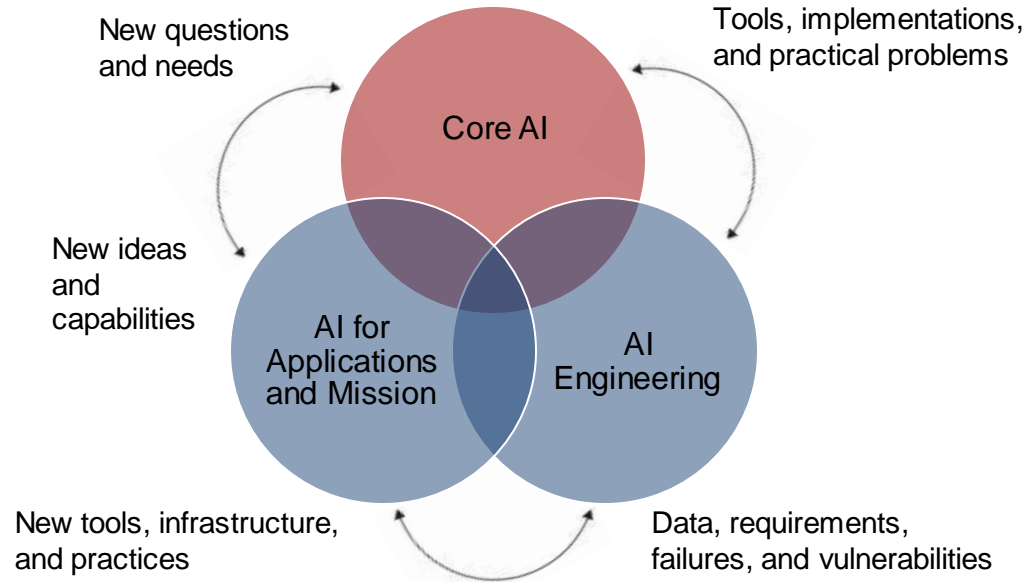 New questions
and needs
Tools, implementations,
and practical problems
Core AI
New ideas
and
capabilities
AI for
Applications
and Mission
AI
Engineering
New tools, infrastructure,
and practices
Data, requirements,
failures, and vulnerabilities